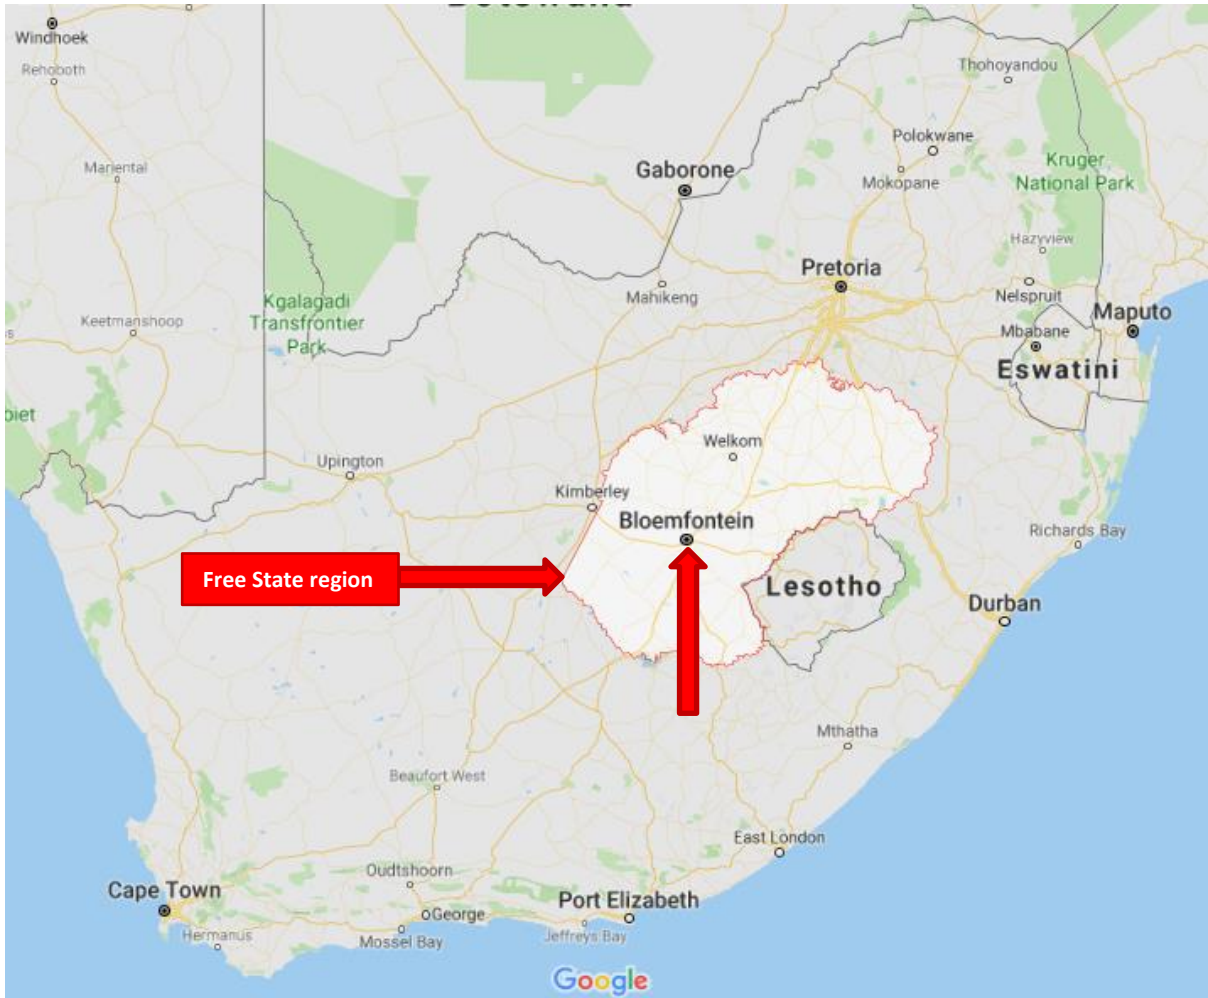 Botswana
Windhoek
Rehoboth
Thohoyandou
Polokwane
Gaborone
Kruger
National Park
Mariental
Mokopane
Hazyview
Pretoria
Mahikeng
Nelspruit
Kgalagadi
Transfrontier
Park
Keetmanshoop
Maputo
Mbabane
Eswatini
biet
Welkom
Upington
Kimberley
Bloemfontein
Richards Bay
Free State region
Lesotho
Durban
Mthatha
Beaufort West
East London
Oudtshoorn
Cape Town
Port Elizabeth
George
Hermanus
Mossel Bay
Jeffreys Bay
Google